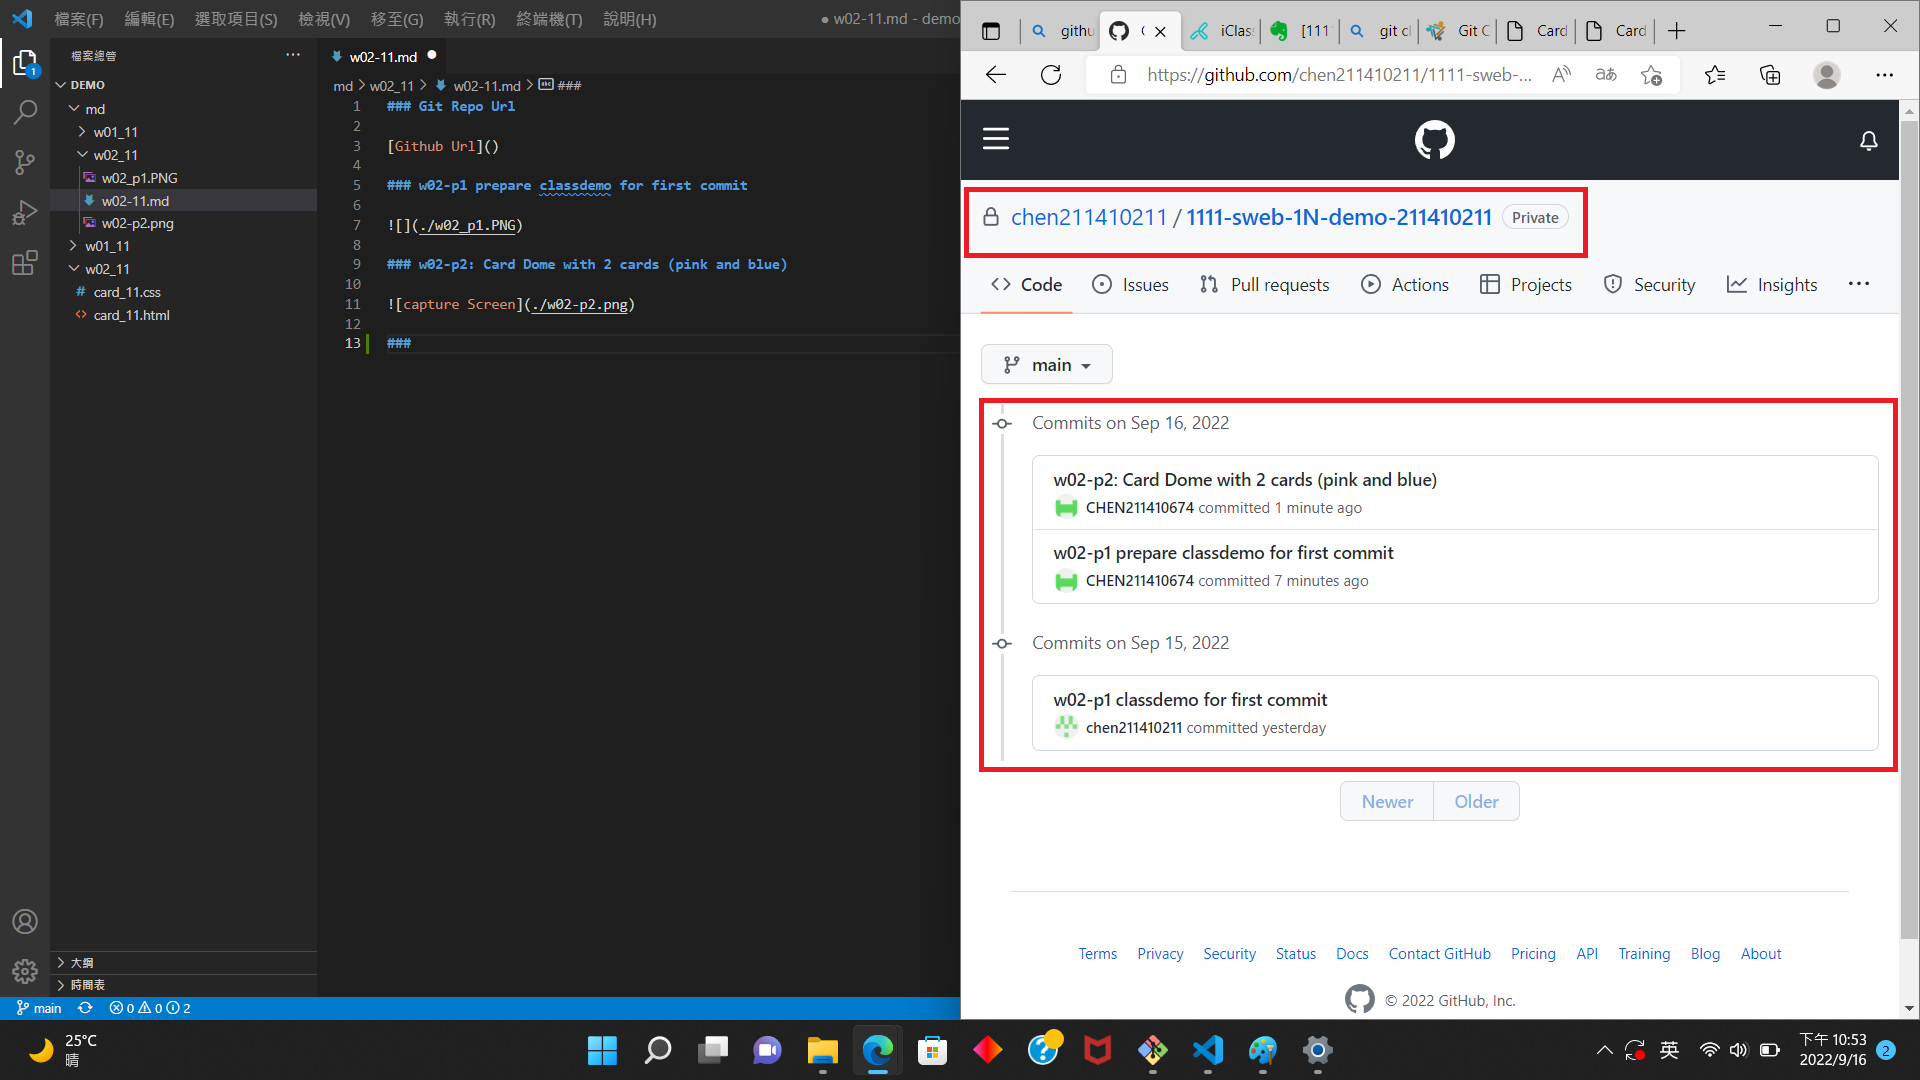 檔案(F) 編輯(E) 選取項目(S) 檢視(V) 移至(G) 執行(R) 終端機(T) 說明(H) ● w02-11.md - demo
檔案總管 ···
DEMO
md
w01_11
w02_11
w02_p1.PNG
w02-11.md
w02-p2.png
w01_11
w02_11
# card_11.css
<> card_11.html
大綱
時間表
w02-11.md
md > w02_11 > w02-11.md > ###
1 ### Git Repo Url
2
3 [Github Url]()
4
5 ### w02-p1 prepare classdemo for first commit
6
7 ![](./w02_p1.PNG)
8
9 ### w02-p2: Card Dome with 2 cards (pink and blue)
10
11 ![capture Screen](./w02-p2.png)
12
13 ###
1
main 0 0 2
githu iClas [111 git cl Git C Card Card
https://github.com/chen211410211/1111-sweb-1N-demo-211410211...
chen211410211 / 1111-sweb-1N-demo-211410211 Private
Code Issues Pull requests Actions Projects Security Insights ···
main
Commits on Sep 16, 2022
w02-p2: Card Dome with 2 cards (pink and blue)
CHEN211410674 committed 1 minute ago
w02-p1 prepare classdemo for first commit
CHEN211410674 committed 7 minutes ago
Commits on Sep 15, 2022
w02-p1 classdemo for first commit
chen211410211 committed yesterday
Newer Older
Terms Privacy Security Status Docs Contact GitHub Pricing API Training Blog About
© 2022 GitHub, Inc.
25°C
晴
英
下午 10:53
2022/9/16
2